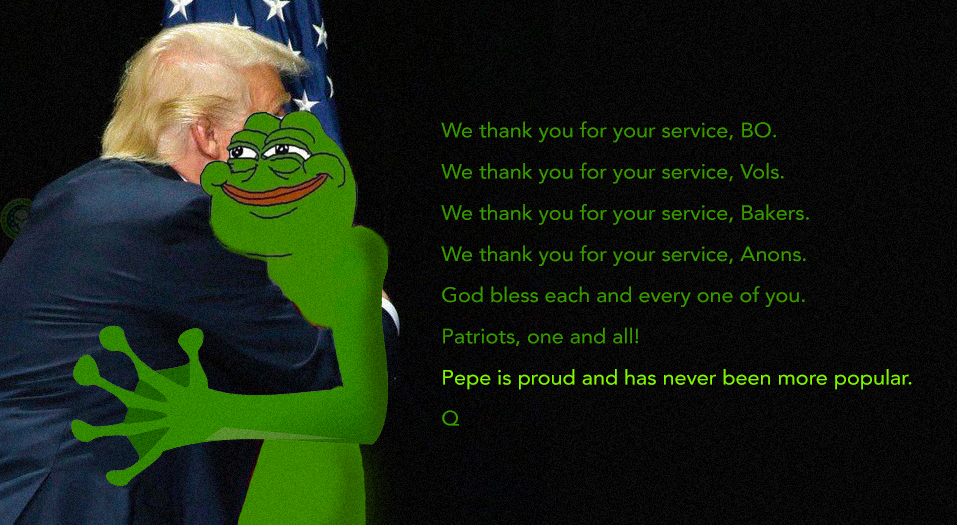 We thank you for your service, BO.
We thank you for your service, Vols.
We thank you for your service, Bakers.
We thank you for your service, Anons.
God bless each and every one of you.
Patriots, one and all!
Pepe is proud and has never been more popular.
Q